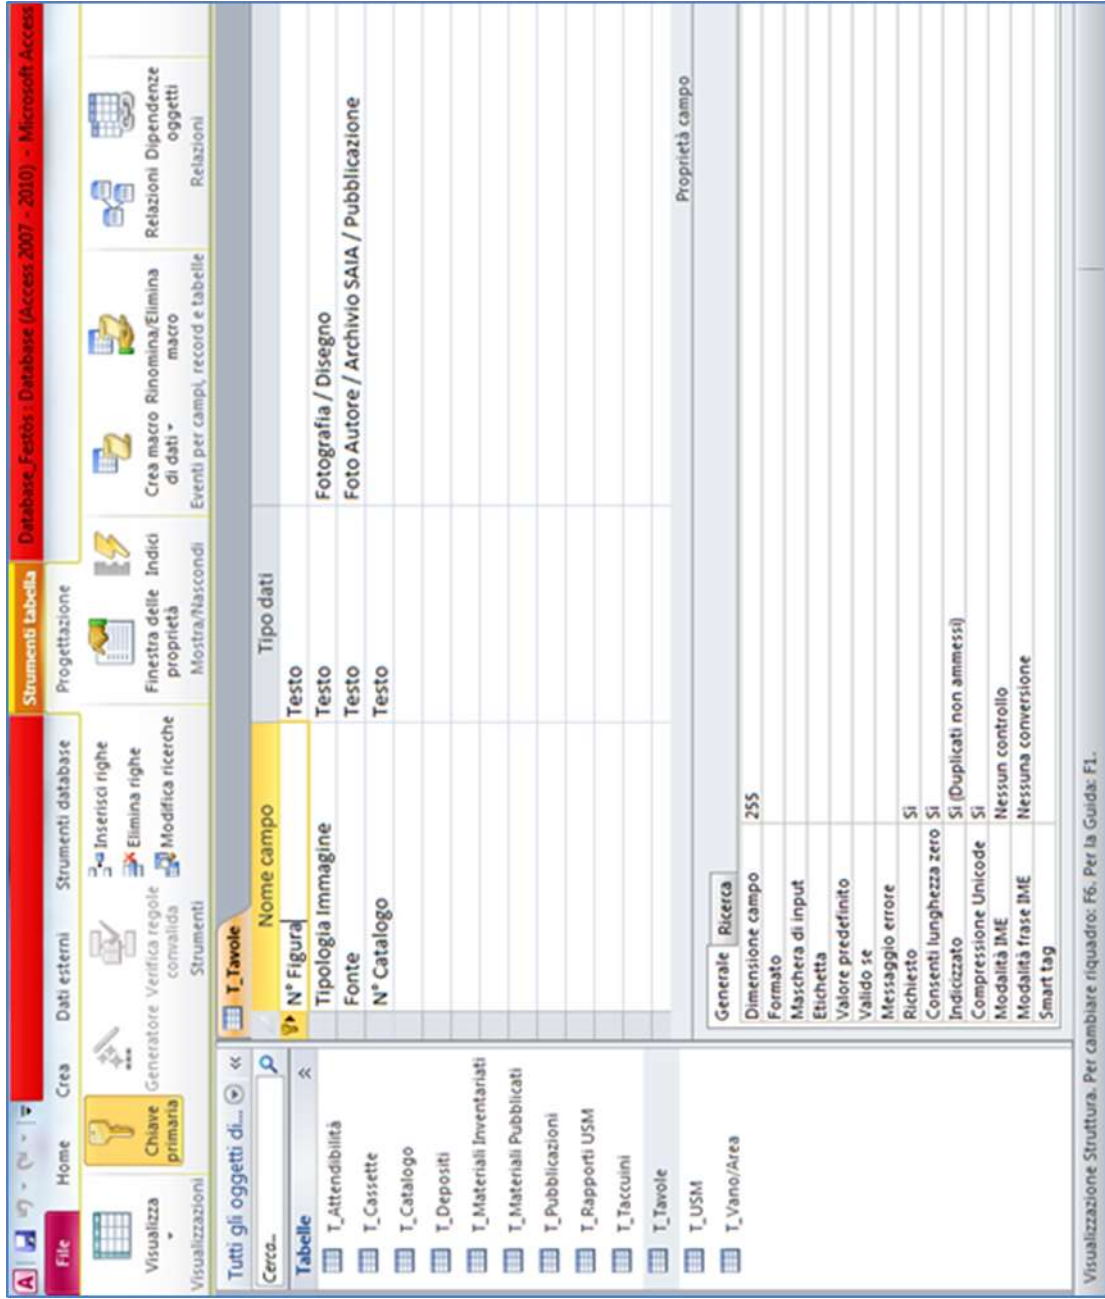 Strumenti tabella
Database_Festòs : Database (Access 2007 - 2010) - Microsoft Access
File
Home
Crea
Dati esterni
Strumenti database
Progettazione
Visualizza
Visualizzazioni
Chiave
primaria
Generatore
Verifica regole
convalida
Inserisci righe
Elimina righe
Modifica ricerche
Strumenti
Finestra delle
proprietà
Indici
Mostra/Nascondi
Crea macro
di dati
Rinomina/Elimina
macro
Eventi per campi, record e tabelle
Relazioni
Dipendenze
oggetti
Relazioni
Tutti gli oggetti di...
Cerca...
Tabelle
T_Attendibilità
T_Cassette
T_Catalogo
T_Depositi
T_Materiali Inventariati
T_Materiali Pubblicati
T_Pubblicazioni
T_Rapporti USM
T_Taccuini
T_Tavole
T_USM
T_Vano/Area
T_Tavole
Nome campo Tipo dati
N° Figura Testo
Tipologia Immagine Testo Fotografia / Disegno
Fonte Testo Foto Autore / Archivio SAIA / Pubblicazione
N° Catalogo Testo
Proprietà campo
Generale Ricerca
Dimensione campo 255
Formato
Maschera di input
Etichetta
Valore predefinito
Valido se
Messaggio errore
Richiesto Sì
Consenti lunghezza zero Sì
Indicizzato Sì (Duplicati non ammessi)
Compressione Unicode Sì
Modalità IME Nessun controllo
Modalità frase IME Nessuna conversione
Smart tag
Visualizzazione Struttura. Per cambiare riquadro: F6. Per la Guida: F1.